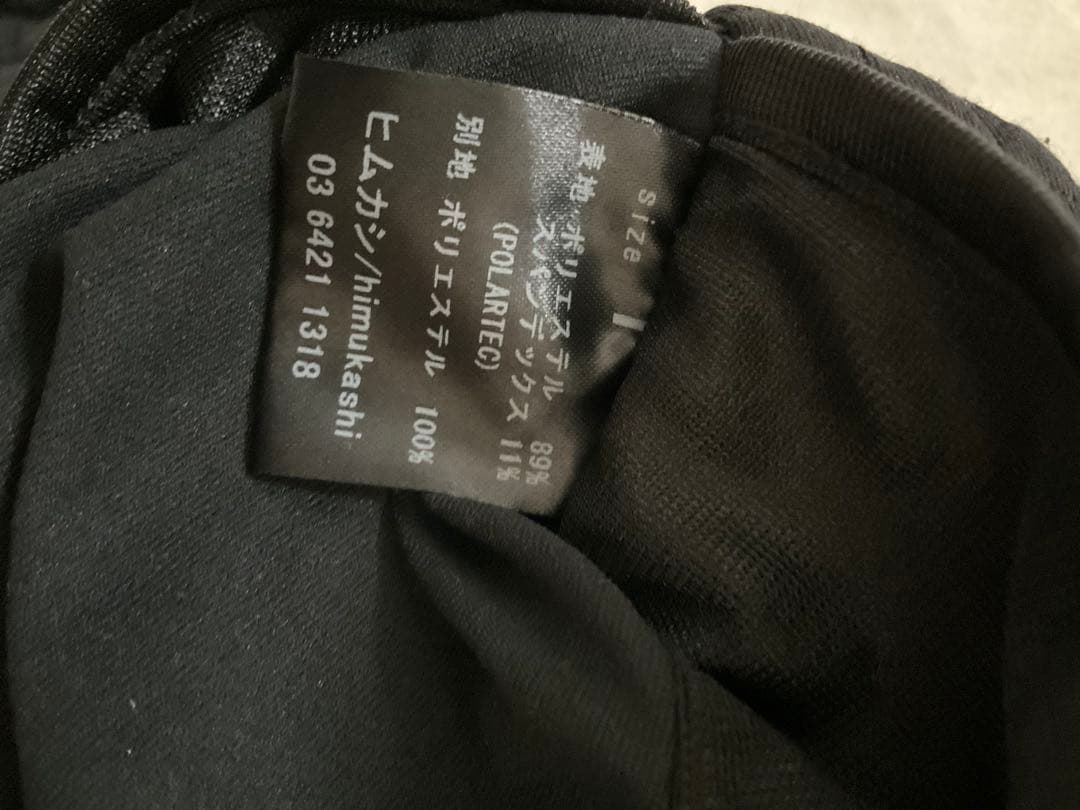 size
表地 ポリエステル 89%
スパンデックス 11%
(POLARTEC)
別地 ポリエステル 100%
ヒムカシ/himukashi
03 6421 1318